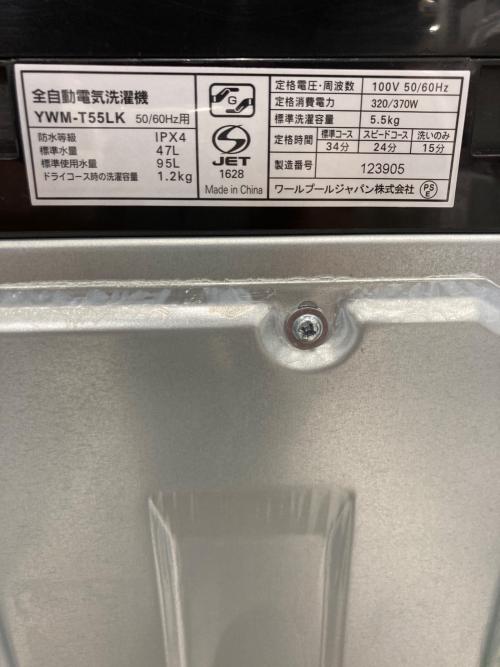 全自動電気洗濯機
YWM-T55LK 50/60Hz用
防水等級 IPX4
標準水量 47L
標準使用水量 95L
ドライコース時の洗濯容量 1.2kg
G
S
JET
1628
Made in China
定格電圧・周波数 100V 50/60Hz
定格消費電力 320/370W
標準洗濯容量 5.5kg
定格時間 標準コース スピードコース 洗いのみ
34分 24分 15分
製造番号 123905
ワールプールジャパン株式会社 PSE